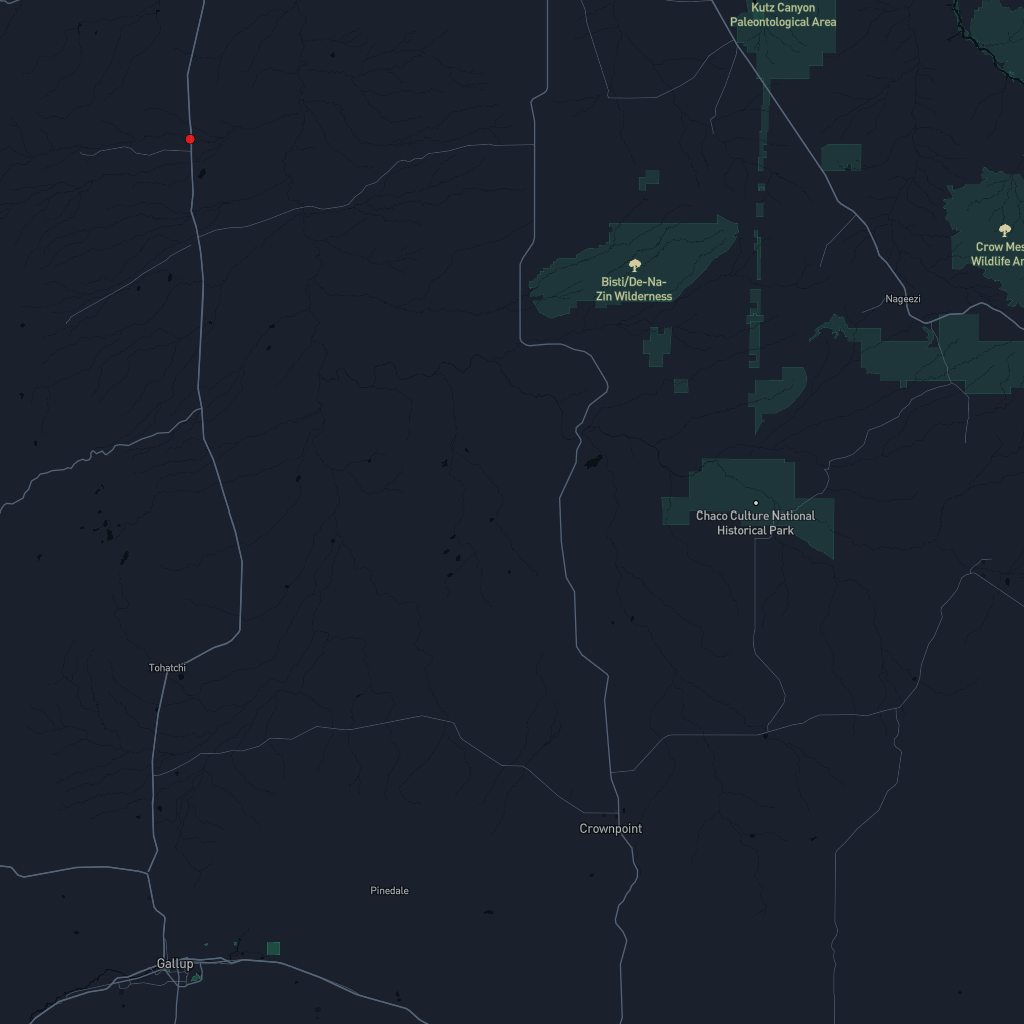 Kutz Canyon
Paleontological Area
Crow Mes
Wildlife Ar
Bisti/De-Na-
Zin Wilderness
Nageezi
Chaco Culture National
Historical Park
Tohatchi
Crownpoint
Pinedale
Gallup